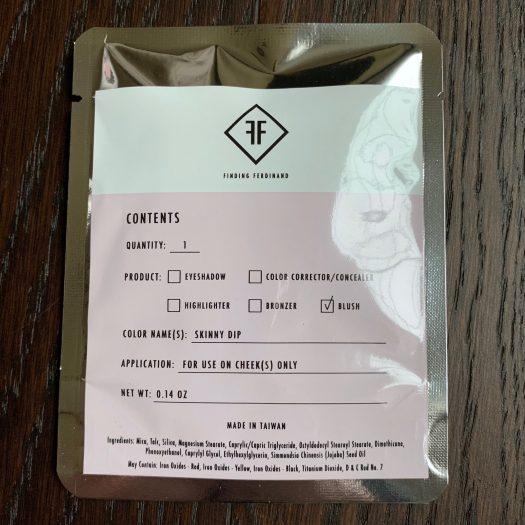 FF
FINDING FERDINAND
CONTENTS
QUANTITY: 1
PRODUCT: EYESHADOW COLOR CORRECTOR/CONCEALER
HIGHLIGHTER BRONZER BLUSH
COLOR NAME(S): SKINNY DIP
APPLICATION: FOR USE ON CHEEK(S) ONLY
NET WT: 0.14 OZ
MADE IN TAIWAN
Ingredients: Mica, Talc, Silica, Magnesium Stearate, Caprylic/Capric Triglyceride, Octyldodecyl Stearoyl Stearate, Dimethicone,
Phenoxyethanol, Caprylyl Glycol, Ethylhexylglycerin, Simmondsia Chinensis (Jojoba) Seed Oil
May Contain: Iron Oxides - Red, Iron Oxides - Yellow, Iron Oxides - Black, Titanium Dioxide, D & C Red No. 7